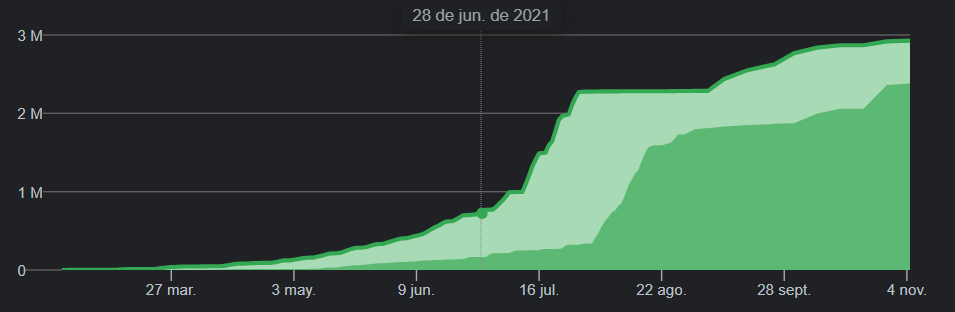 28 de jun. de 2021
3 M
2 M
1 M
0
27 mar.
3 may.
9 jun.
16 jul.
22 ago.
28 sept.
4 nov.